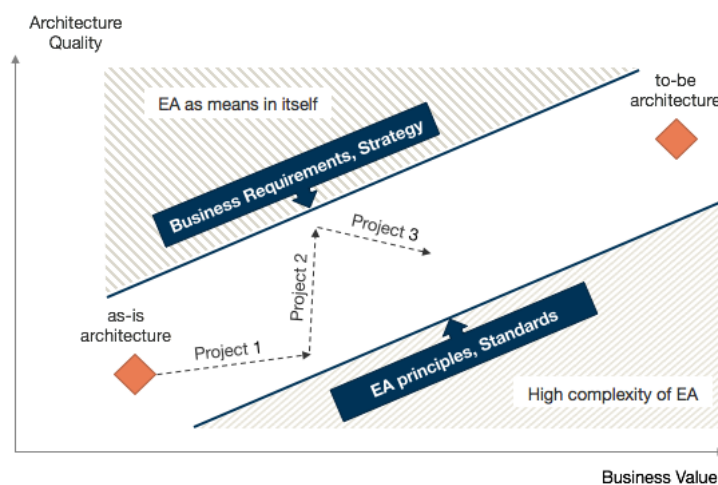 Architecture
Quality
EA as means in itself
to-be
architecture
Business Requirements, Strategy
Project 3
Project 2
as-is
architecture
Project 1
EA principles, Standards
High complexity of EA
Business Value